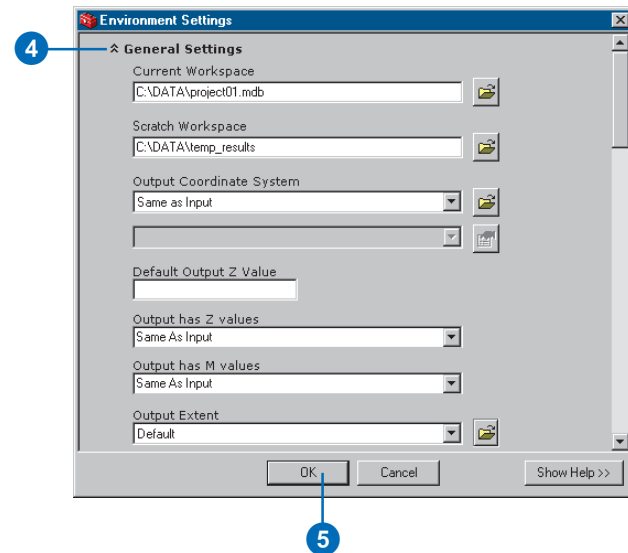 Environment Settings
4
General Settings
Current Workspace
C:\DATA\project01.mdb
Scratch Workspace
C:\DATA\temp_results
Output Coordinate System
Same as Input
Default Output Z Value
Output has Z values
Same As Input
Output has M values
Same As Input
Output Extent
Default
OK
Cancel
Show Help >>
5